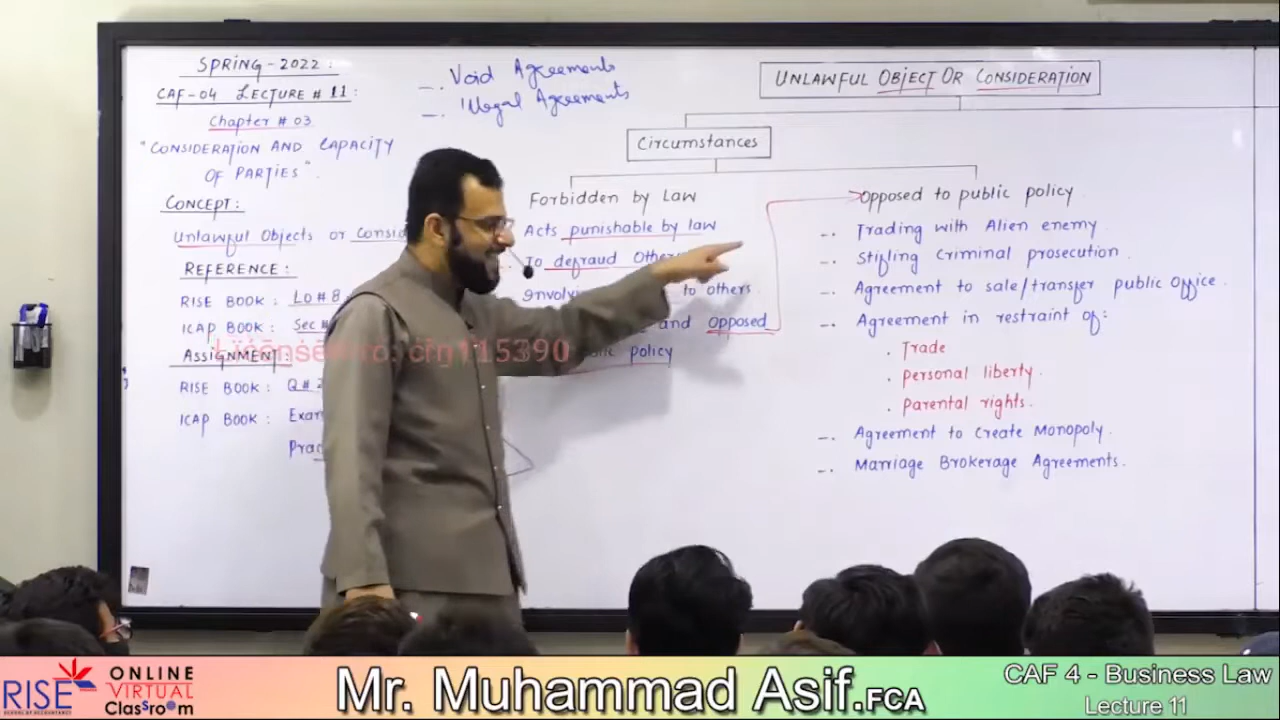 SPRING-2022:
CAF-04 LECTURE # 11:
Chapter # 03
"CONSIDERATION AND CAPACITY
OF PARTIES".
CONCEPT:
Unlawful Objects or
REFERENCE:
RISE BOOK: LO#8
ICAP BOOK:
ASSIGNMENT:
RISE BOOK: Q#
ICAP BOOK:
-. Void Agreements
-. Illegal Agreements
UNLAWFUL OBJECT OR CONSIDERATION
Circumstances
Forbidden by Law
Acts punishable by law
To defraud
to others.
and opposed
policy
Opposed to public policy
-. Trading with Alien enemy
-. Stifling Criminal prosecution
-. Agreement to sale/transfer public office.
-. Agreement in restraint of:
. Trade
. personal liberty.
. Parental rights.
-. Agreement to Create Monopoly.
-. Marriage Brokerage Agreements.
115390
RISE
ONLINE
VIRTUAL
ClasSro@m
Mr. Muhammad Asif.FCA
CAF 4 - Business Law
Lecture 11